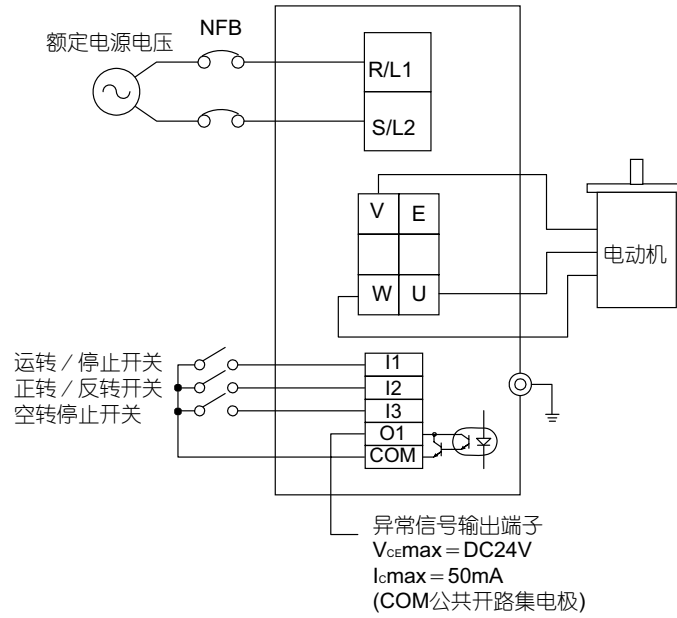 额定电源电压
NFB
R/L1
S/L2
V
E
W
U
电动机
运转／停止开关
正转／反转开关
空转停止开关
I1
I2
I3
O1
COM
异常信号输出端子
VCEmax＝DC24V
Icmax＝50mA
(COM公共开路集电极)